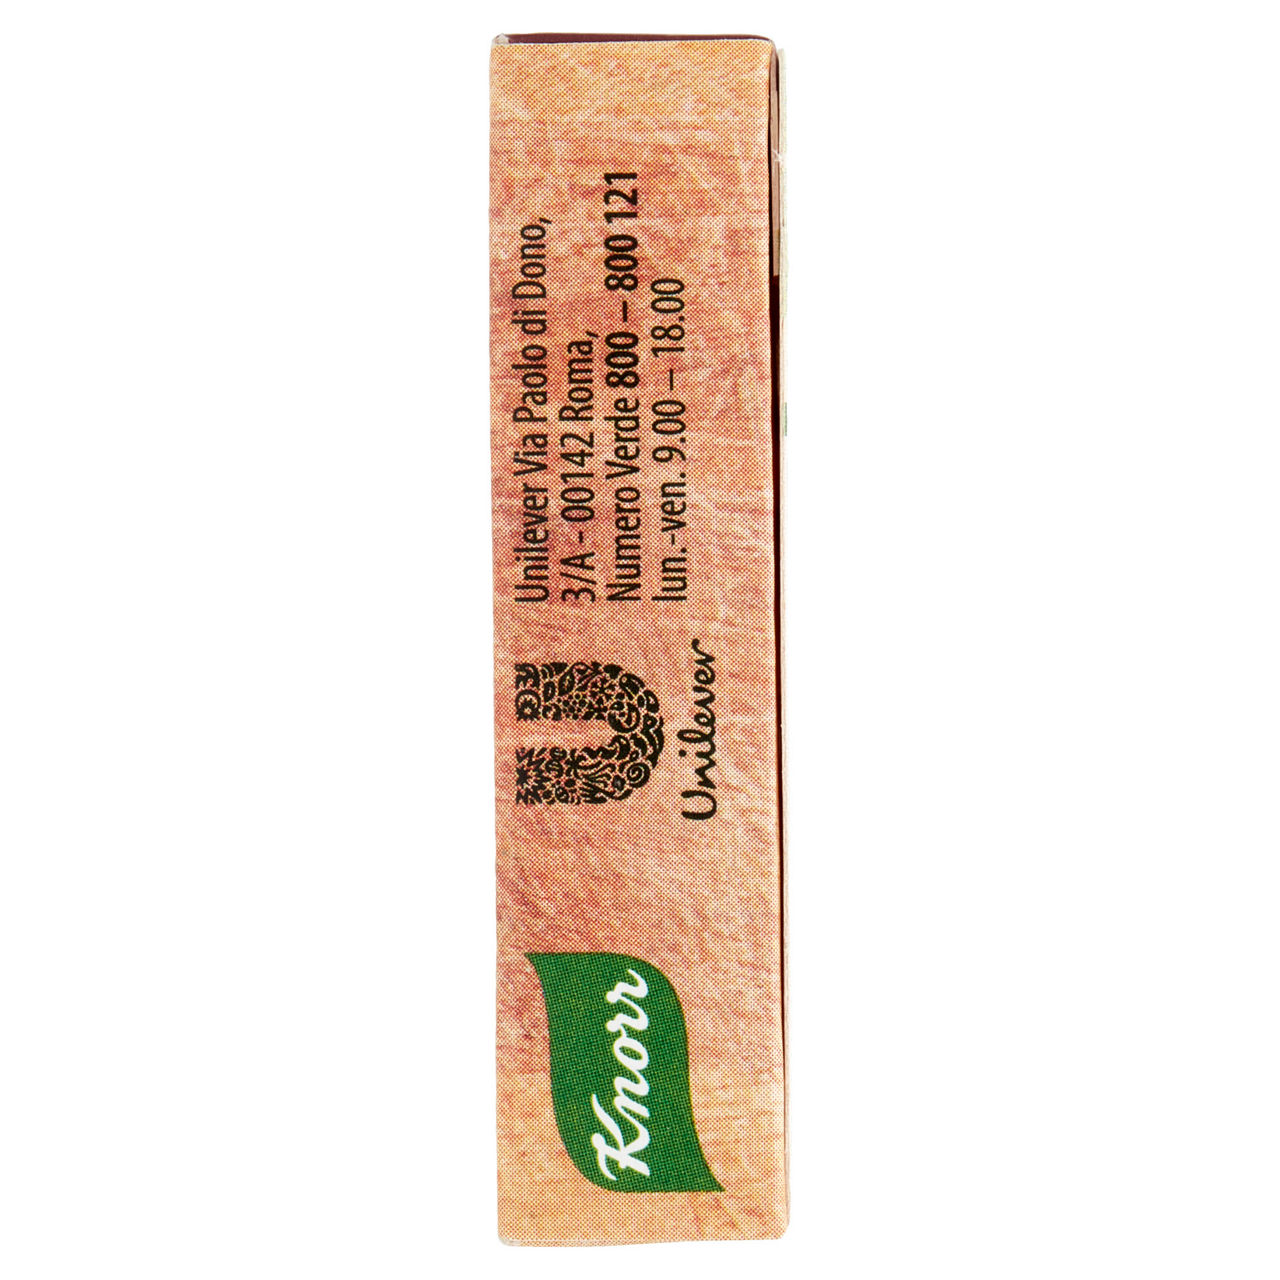 Knorr
Unilever
Unilever Via Paolo di Dono,
3/A - 00142 Roma,
Numero Verde 800 – 800 121
lun.-ven. 9.00 – 18.00